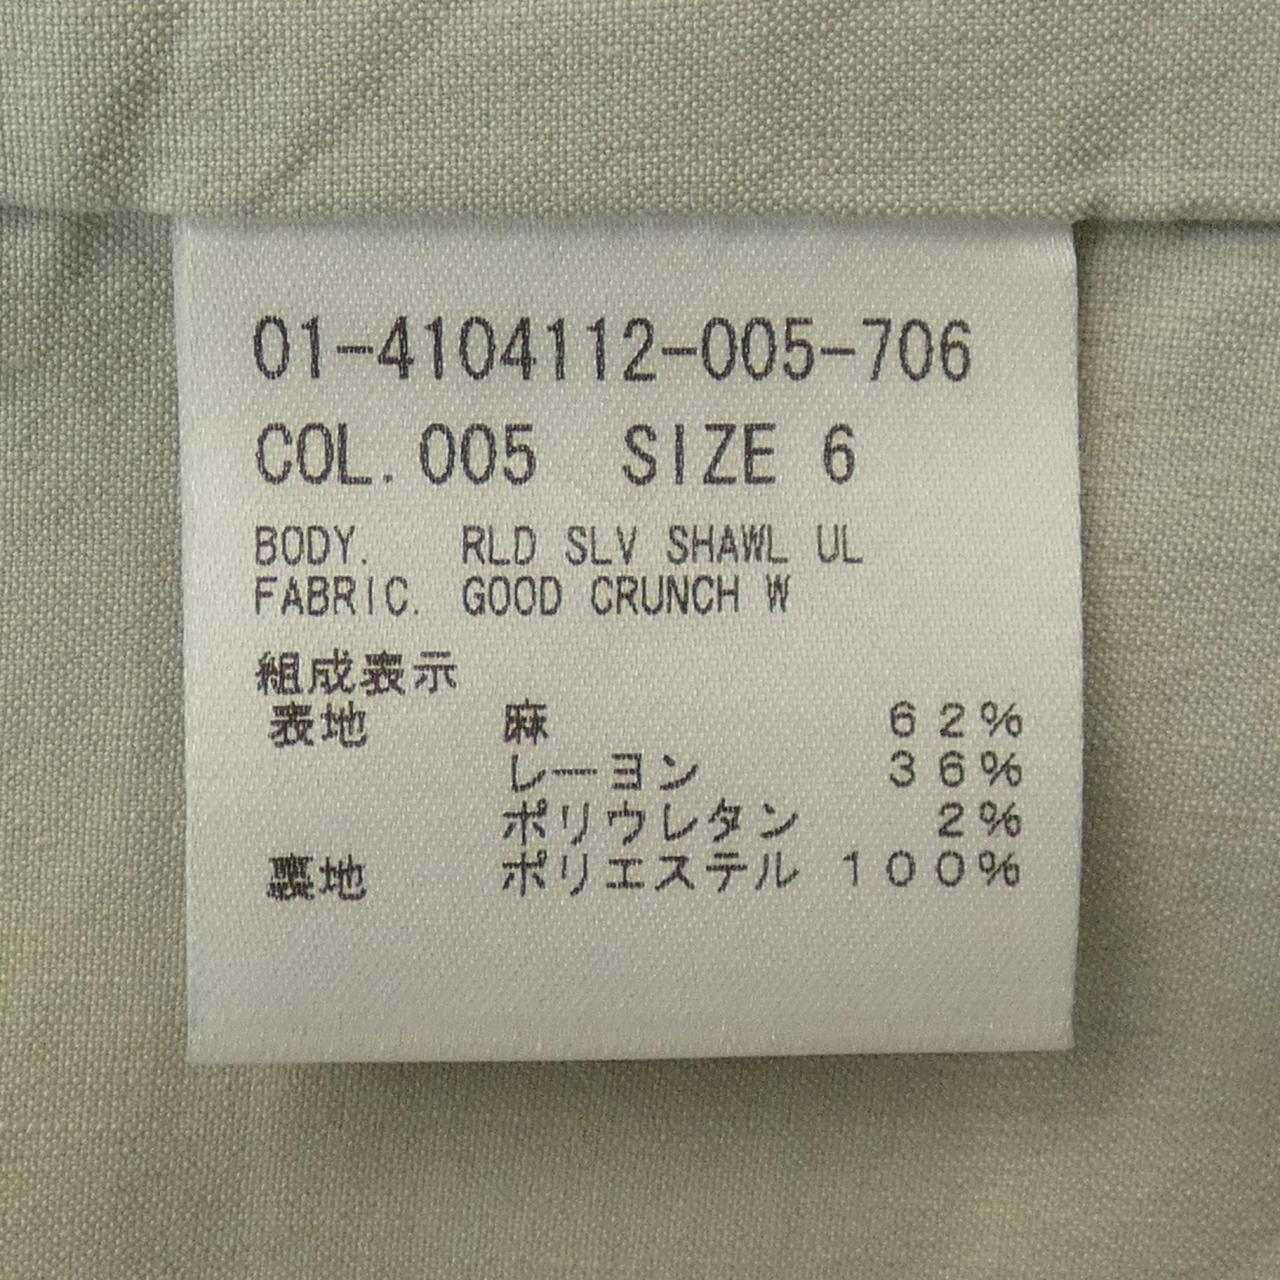 01-4104112-005-706
COL.005 SIZE 6
BODY. RLD SLV SHAWL UL
FABRIC. GOOD CRUNCH W
組成表示
表地 麻 62%
レーヨン 36%
ポリウレタン 2%
裏地 ポリエステル 100%